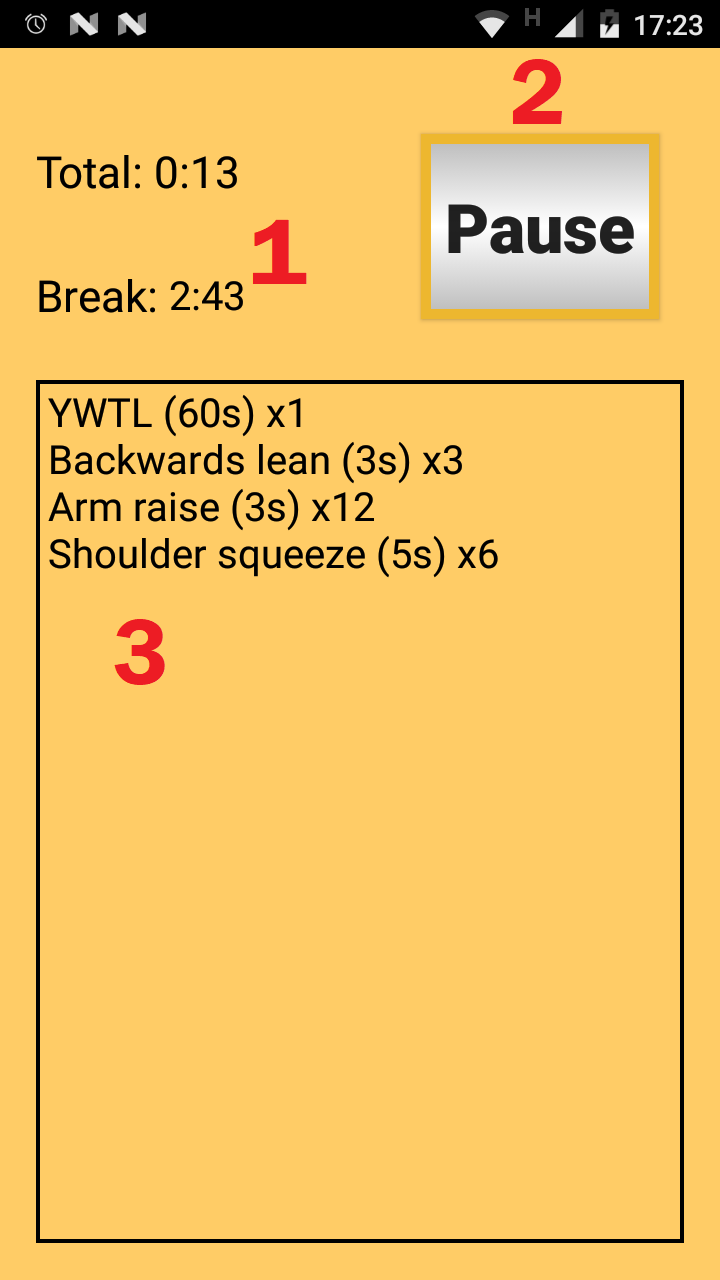 H 17:23
2
Total: 0:13
Pause
1
Break: 2:43
YWTL (60s) x1
Backwards lean (3s) x3
Arm raise (3s) x12
Shoulder squeeze (5s) x6
3